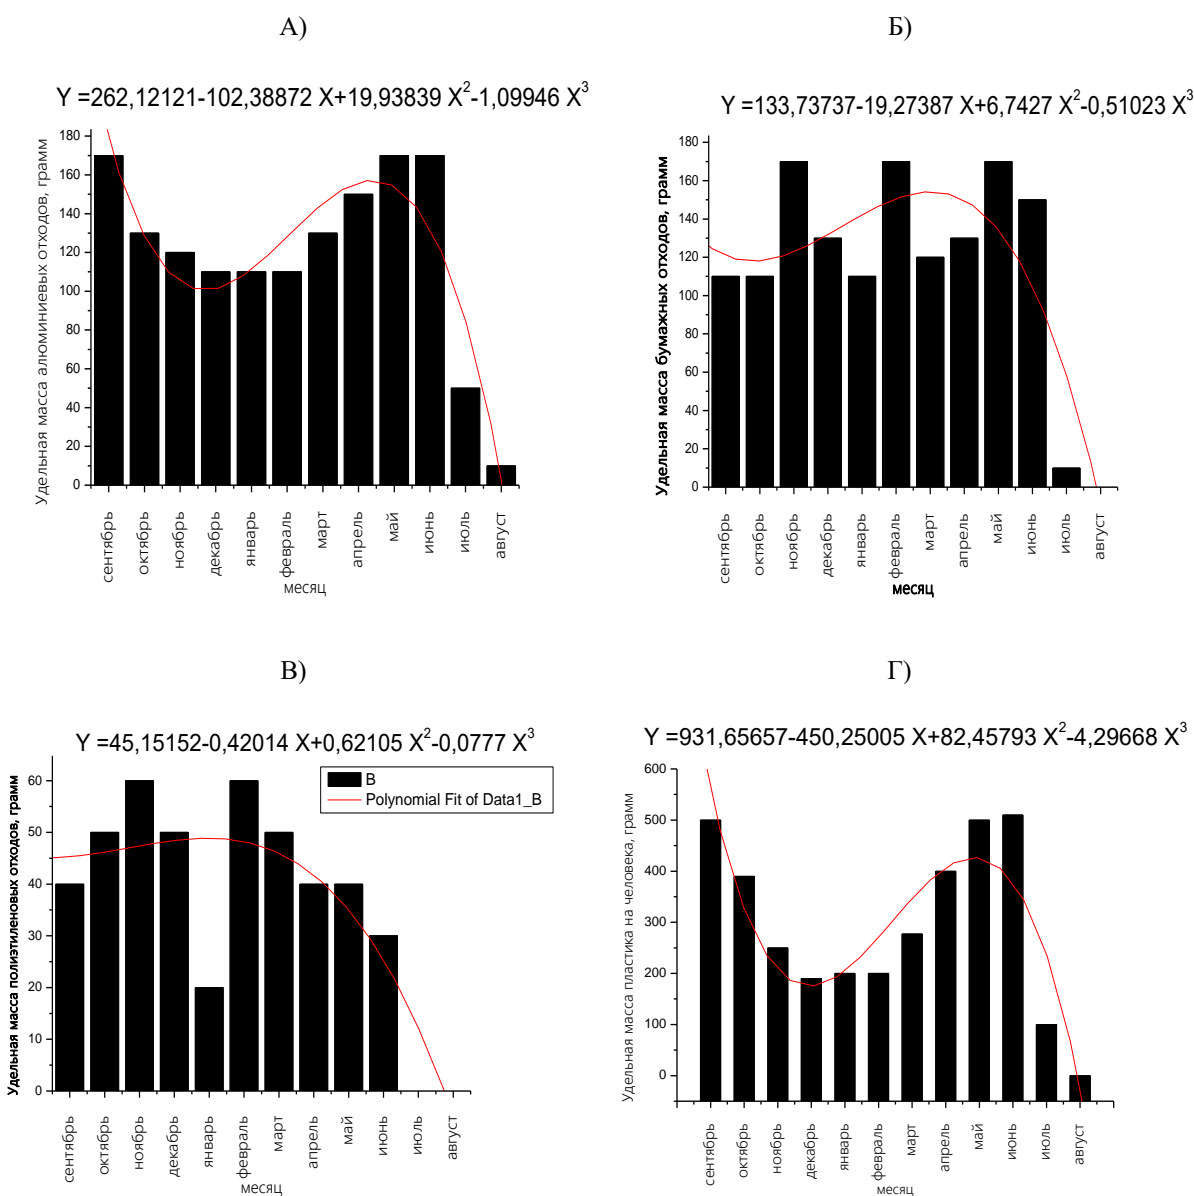 А)
Y =262,12121-102,38872 X+19,93839 X²-1,09946 X³
Удельная масса алюминиевых отходов, грамм
180
160
140
120
100
80
60
40
20
0
сентябрь
октябрь
ноябрь
декабрь
январь
февраль
март
апрель
май
июнь
июль
август
месяц
Б)
Y =133,73737-19,27387 X+6,7427 X²-0,51023 X³
Удельная масса бумажных отходов, грамм
180
160
140
120
100
80
60
40
20
0
сентябрь
октябрь
ноябрь
декабрь
январь
февраль
март
апрель
май
июнь
июль
август
месяц
В)
Y =45,15152-0,42014 X+0,62105 X²-0,0777 X³
B
Polynomial Fit of Data1_B
Удельная масса полиэтиленовых отходов, грамм
60
50
40
30
20
10
0
сентябрь
октябрь
ноябрь
декабрь
январь
февраль
март
апрель
май
июнь
июль
август
месяц
Г)
Y =931,65657-450,25005 X+82,45793 X²-4,29668 X³
Удельная масса пластика на человека, грамм
600
500
400
300
200
100
0
сентябрь
октябрь
ноябрь
декабрь
январь
февраль
март
апрель
май
июнь
июль
август
месяц